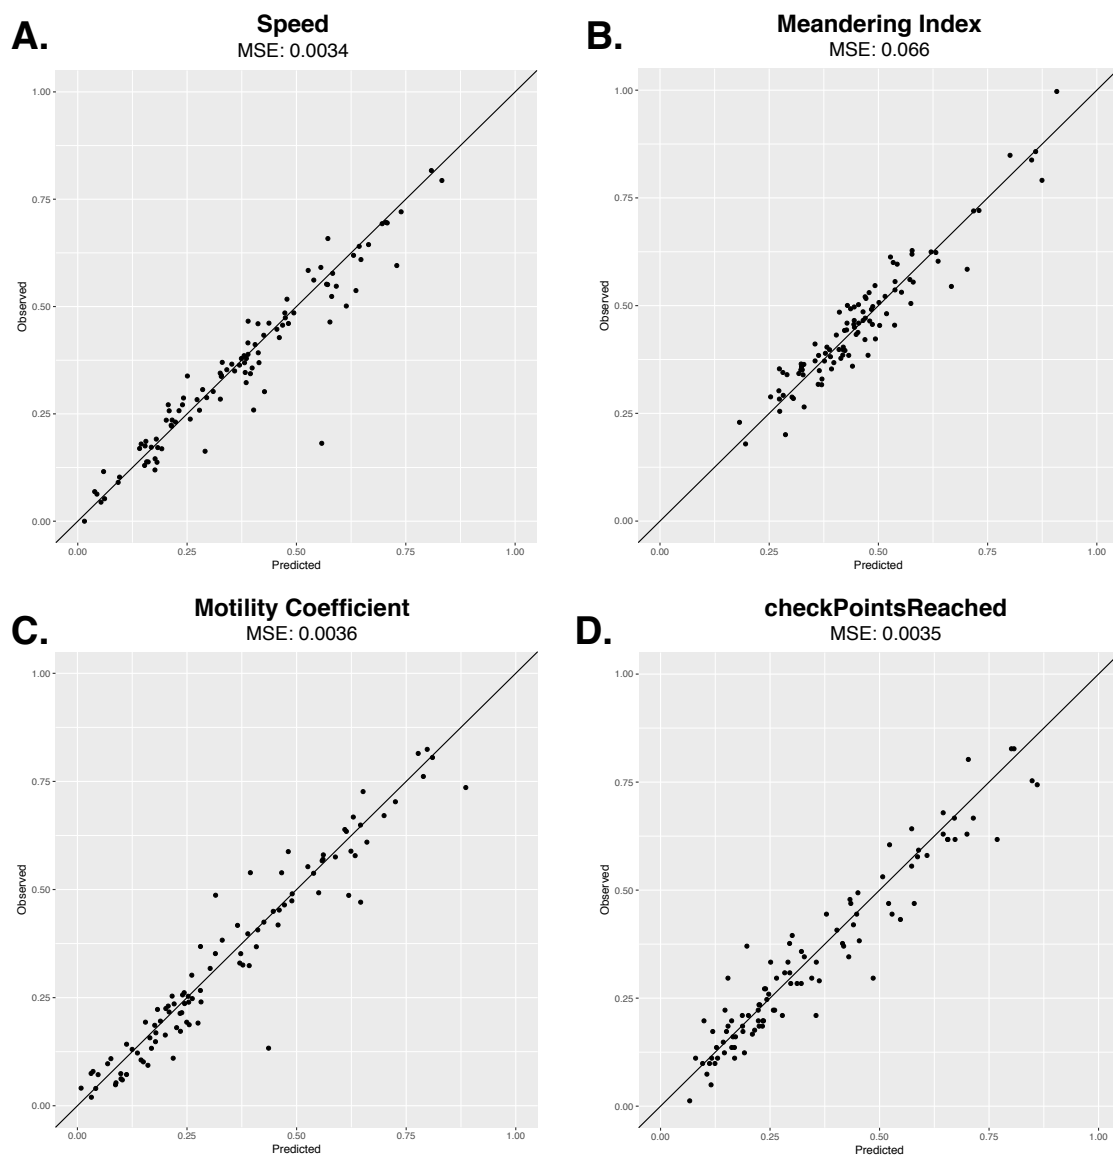 A.
Speed
MSE: 0.0034
1.00
0.75
0.50
0.25
0.00
Observed
0.00 0.25 0.50 0.75 1.00
Predicted
B.
Meandering Index
MSE: 0.066
1.00
0.75
0.50
0.25
0.00
Observed
0.00 0.25 0.50 0.75 1.00
Predicted
C.
Motility Coefficient
MSE: 0.0036
1.00
0.75
0.50
0.25
0.00
Observed
0.00 0.25 0.50 0.75 1.00
Predicted
D.
checkPointsReached
MSE: 0.0035
1.00
0.75
0.50
0.25
0.00
Observed
0.00 0.25 0.50 0.75 1.00
Predicted